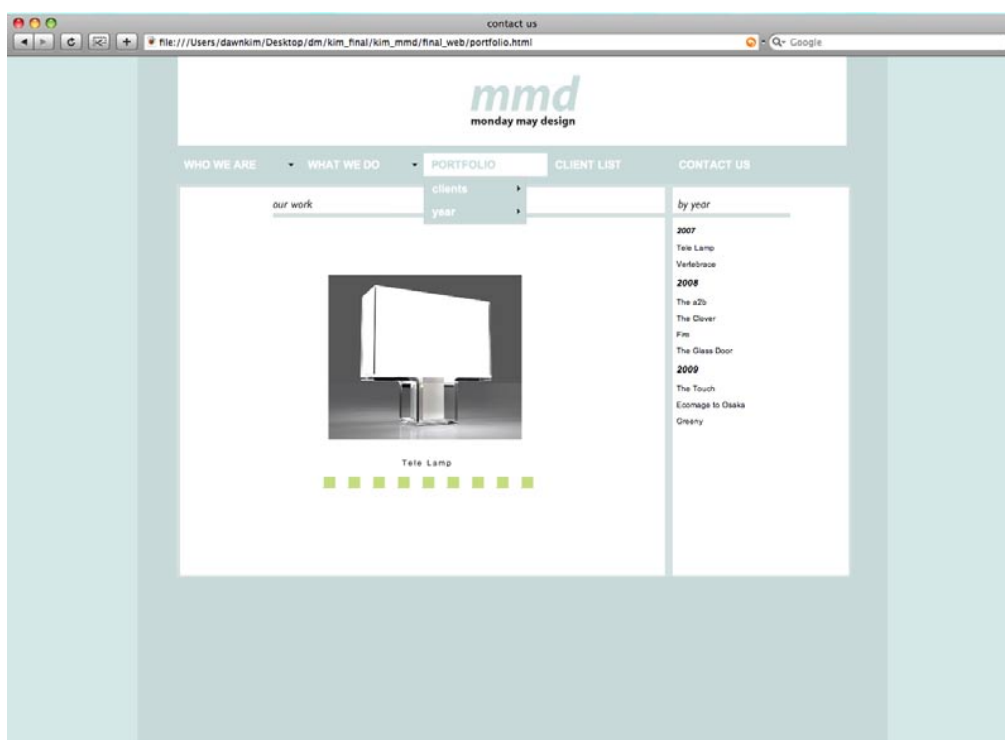 contact us
file:///Users/dawnkim/Desktop/dm/kim_final/kim_mmd/final_web/portfolio.html
Google
mmd
monday may design
WHO WE ARE WHAT WE DO PORTFOLIO CLIENT LIST CONTACT US
clients
year
our work
Tele Lamp
by year
2007
Tele Lamp
Vertebrace
2008
The a2b
The Clover
Fim
The Glass Door
2009
The Touch
Ecomage to Osaka
Greeny